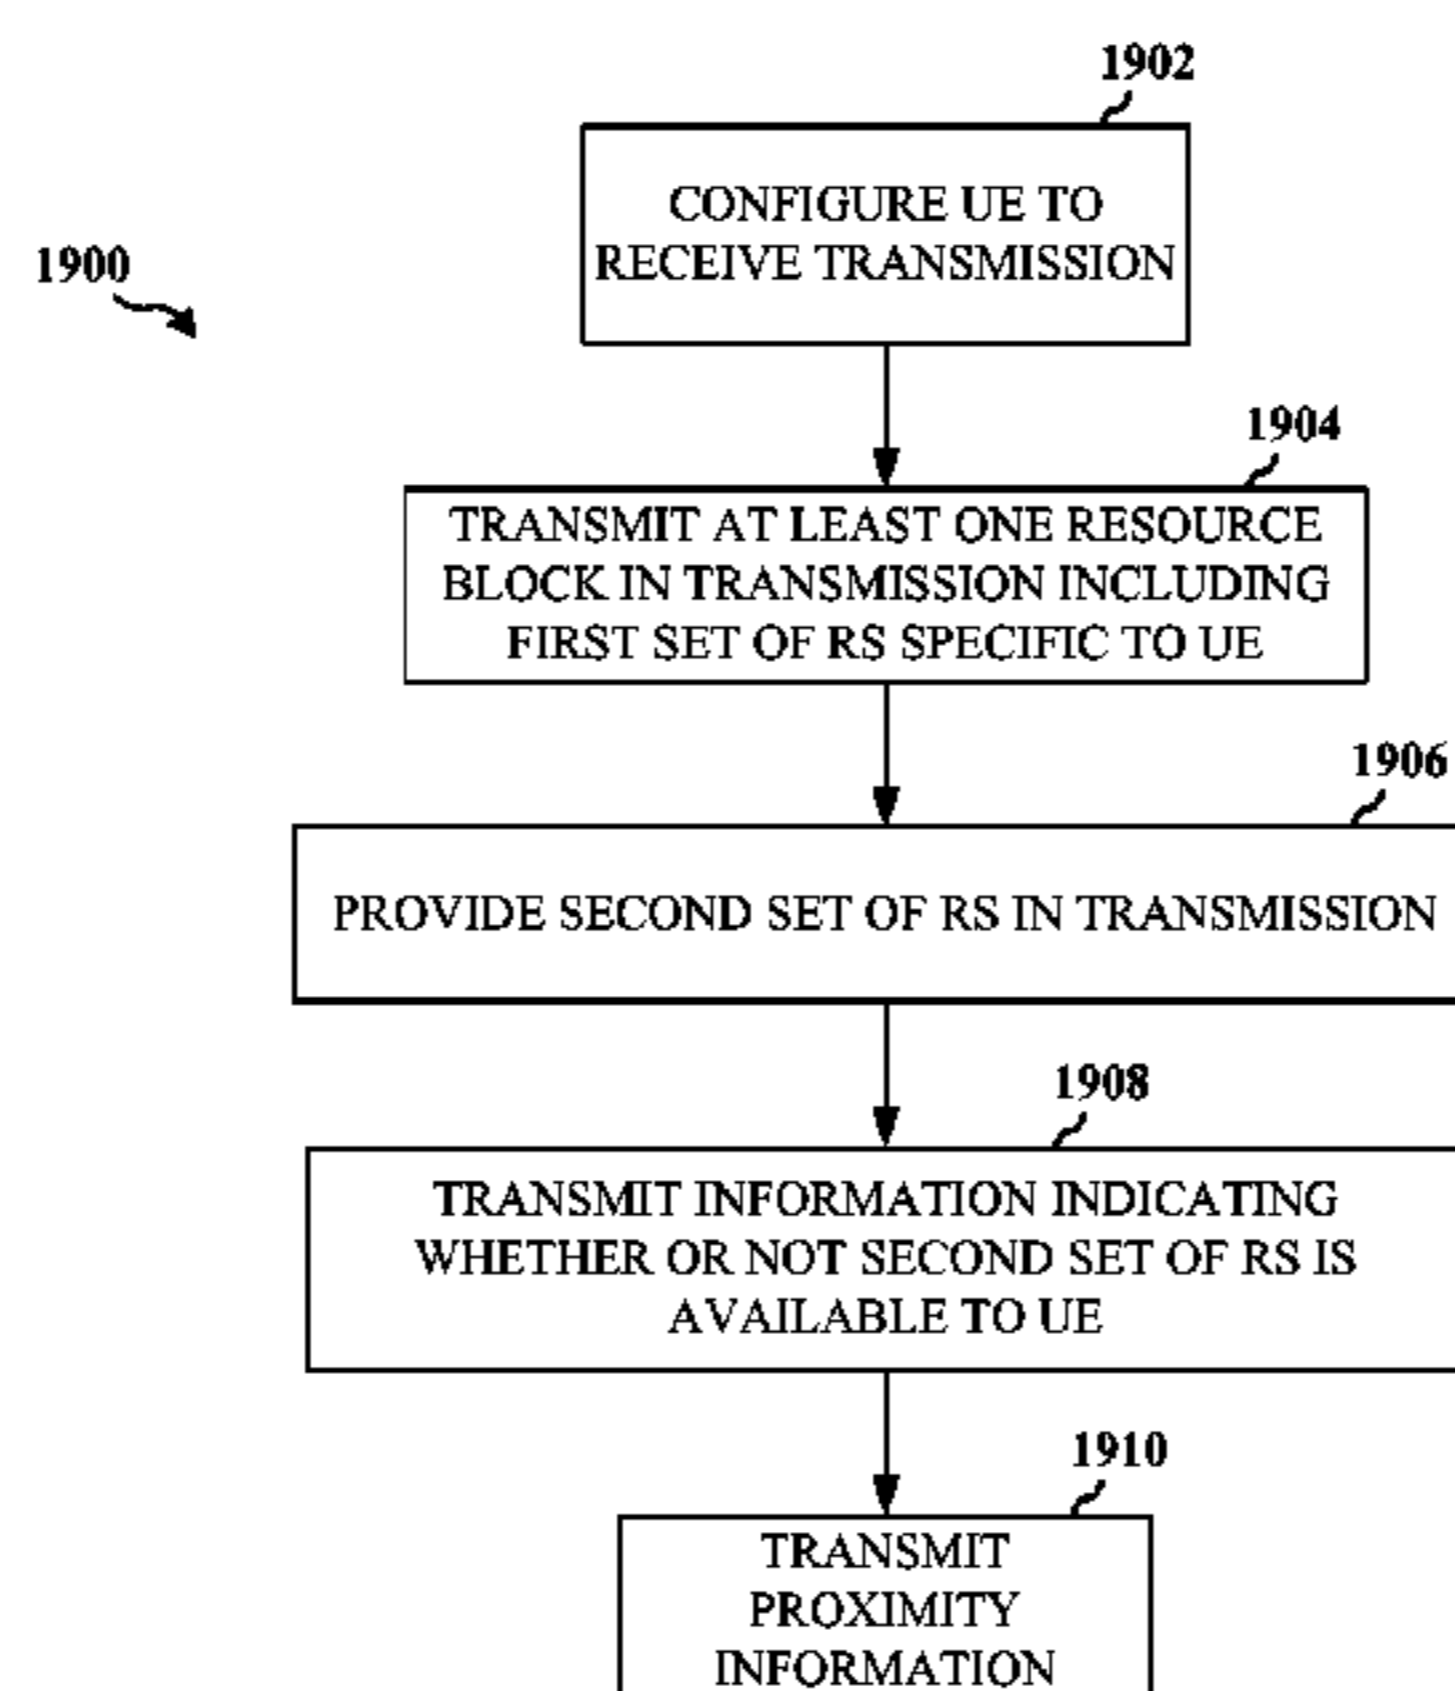 1902
CONFIGURE UE TO
RECEIVE TRANSMISSION
1900
1904
TRANSMIT AT LEAST ONE RESOURCE
BLOCK IN TRANSMISSION INCLUDING
FIRST SET OF RS SPECIFIC TO UE
1906
PROVIDE SECOND SET OF RS IN TRANSMISSION
1908
TRANSMIT INFORMATION INDICATING
WHETHER OR NOT SECOND SET OF RS IS
AVAILABLE TO UE
1910
TRANSMIT
PROXIMITY
INFORMATION